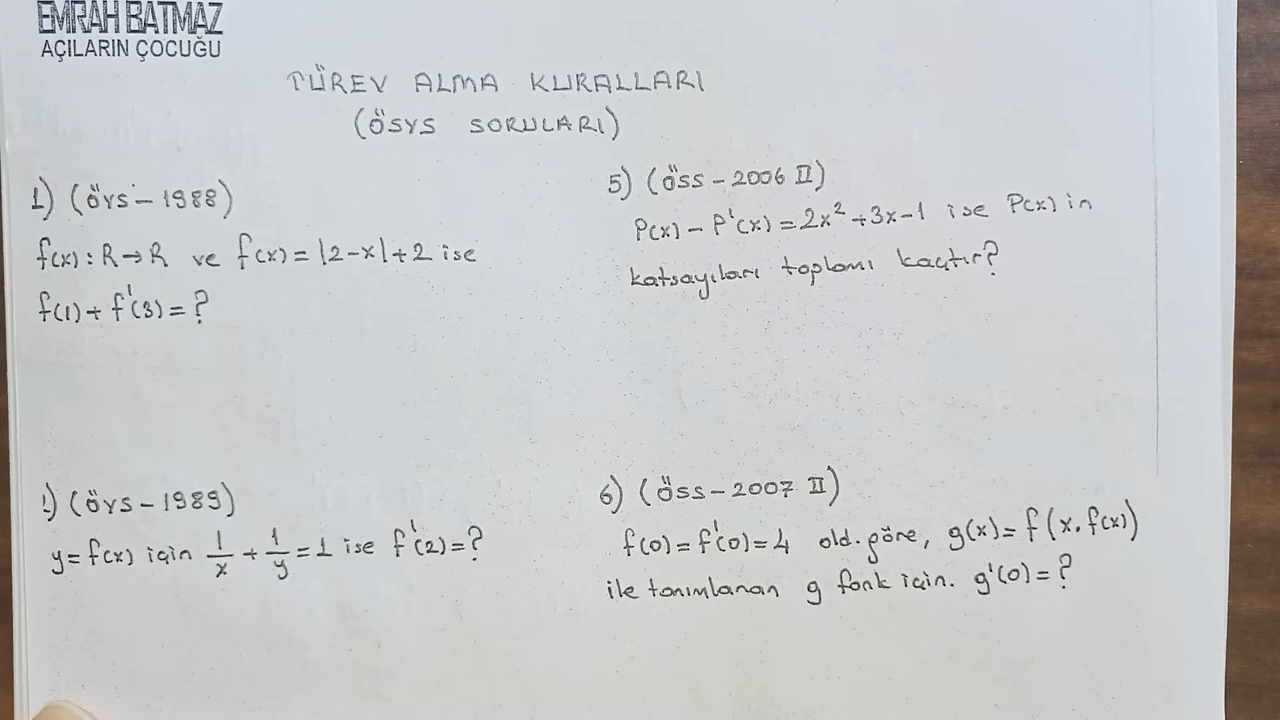 EMRAH BATMAZ
AÇILARIN ÇOCUĞU
TÜREV ALMA KURALLARI
(ÖSYS SORULARI)
1) (ÖYS - 1988)
f(x) : R→R ve f(x) = |2-x|+2 ise
f(1) + f'(3) = ?
) (ÖYS - 1989)
y = f(x) için 1/x + 1/y = 1 ise f'(2) = ?
5) (ÖSS - 2006 II)
P(x) - P'(x) = 2x² + 3x - 1 ise P(x) in
katsayıları toplamı kaçtır?
6) (ÖSS - 2007 II)
f(0) = f'(0) = 4 old. göre, g(x) = f(x.f(x))
ile tanımlanan g fonk için. g'(0) = ?